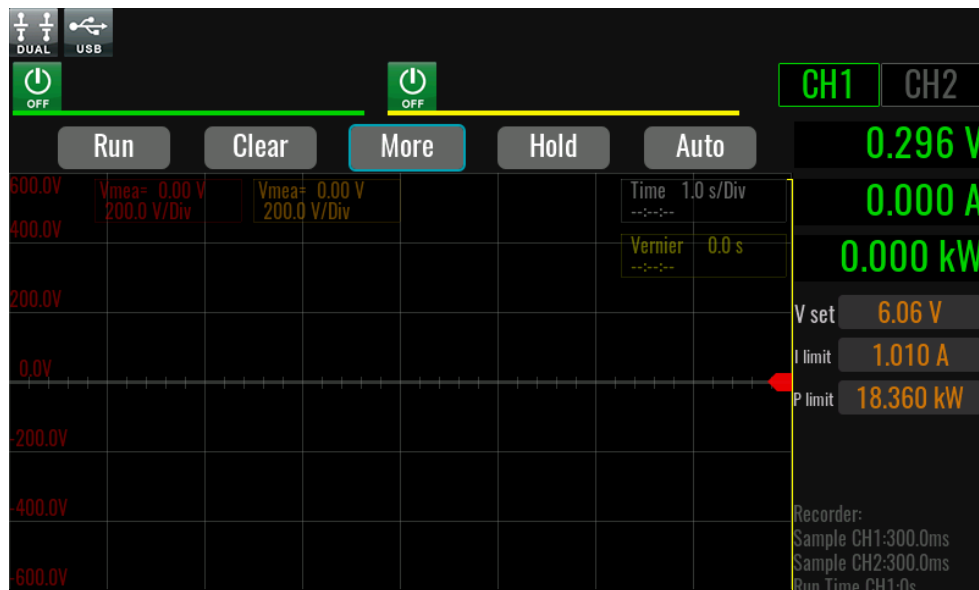 DUAL USB
OFF OFF
CH1 CH2
Run Clear More Hold Auto
0.296 V
0.000 A
0.000 kW
600.0V
Vmea= 0.00 V
200.0 V/Div
Vmea= 0.00 V
200.0 V/Div
Time 1.0 s/Div
--:--:--
400.0V
Vernier 0.0 s
--:--:--
200.0V
V set 6.06 V
I limit 1.010 A
0.0V
P limit 18.360 kW
-200.0V
-400.0V
-600.0V
Recorder:
Sample CH1:300.0ms
Sample CH2:300.0ms
Run Time CH1:0s